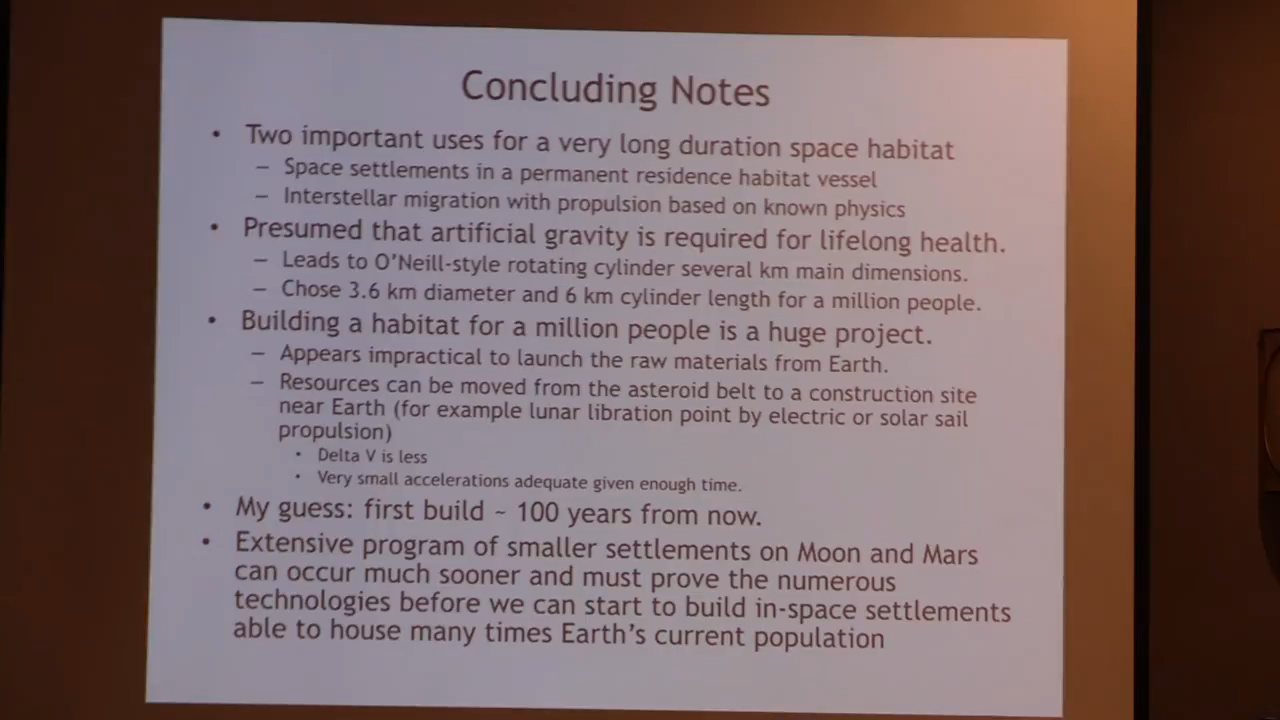 Concluding Notes
• Two important uses for a very long duration space habitat
– Space settlements in a permanent residence habitat vessel
– Interstellar migration with propulsion based on known physics
• Presumed that artificial gravity is required for lifelong health.
– Leads to O'Neill-style rotating cylinder several km main dimensions.
– Chose 3.6 km diameter and 6 km cylinder length for a million people.
• Building a habitat for a million people is a huge project.
– Appears impractical to launch the raw materials from Earth.
– Resources can be moved from the asteroid belt to a construction site
near Earth (for example lunar libration point by electric or solar sail
propulsion)
• Delta V is less
• Very small accelerations adequate given enough time.
• My guess: first build ~ 100 years from now.
• Extensive program of smaller settlements on Moon and Mars
can occur much sooner and must prove the numerous
technologies before we can start to build in-space settlements
able to house many times Earth's current population